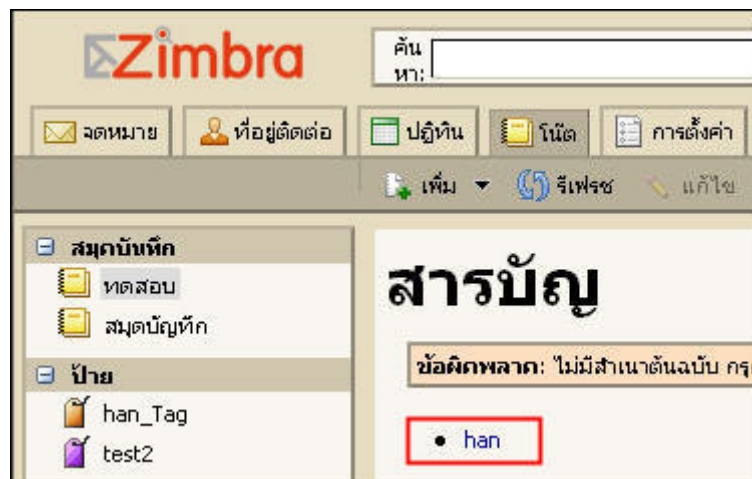 Zimbra
ค้น
หา:
จดหมาย ที่อยู่ติดต่อ ปฏิทิน โน๊ต การตั้งค่า
เพิ่ม รีเฟรช แก้ไข
สมุดบันทึก
ทดสอบ
สมุดบัญทึก
ป้าย
han_Tag
test2
สารบัญ
ข้อผิดพลาด: ไม่มีสำเนาต้นฉบับ
han